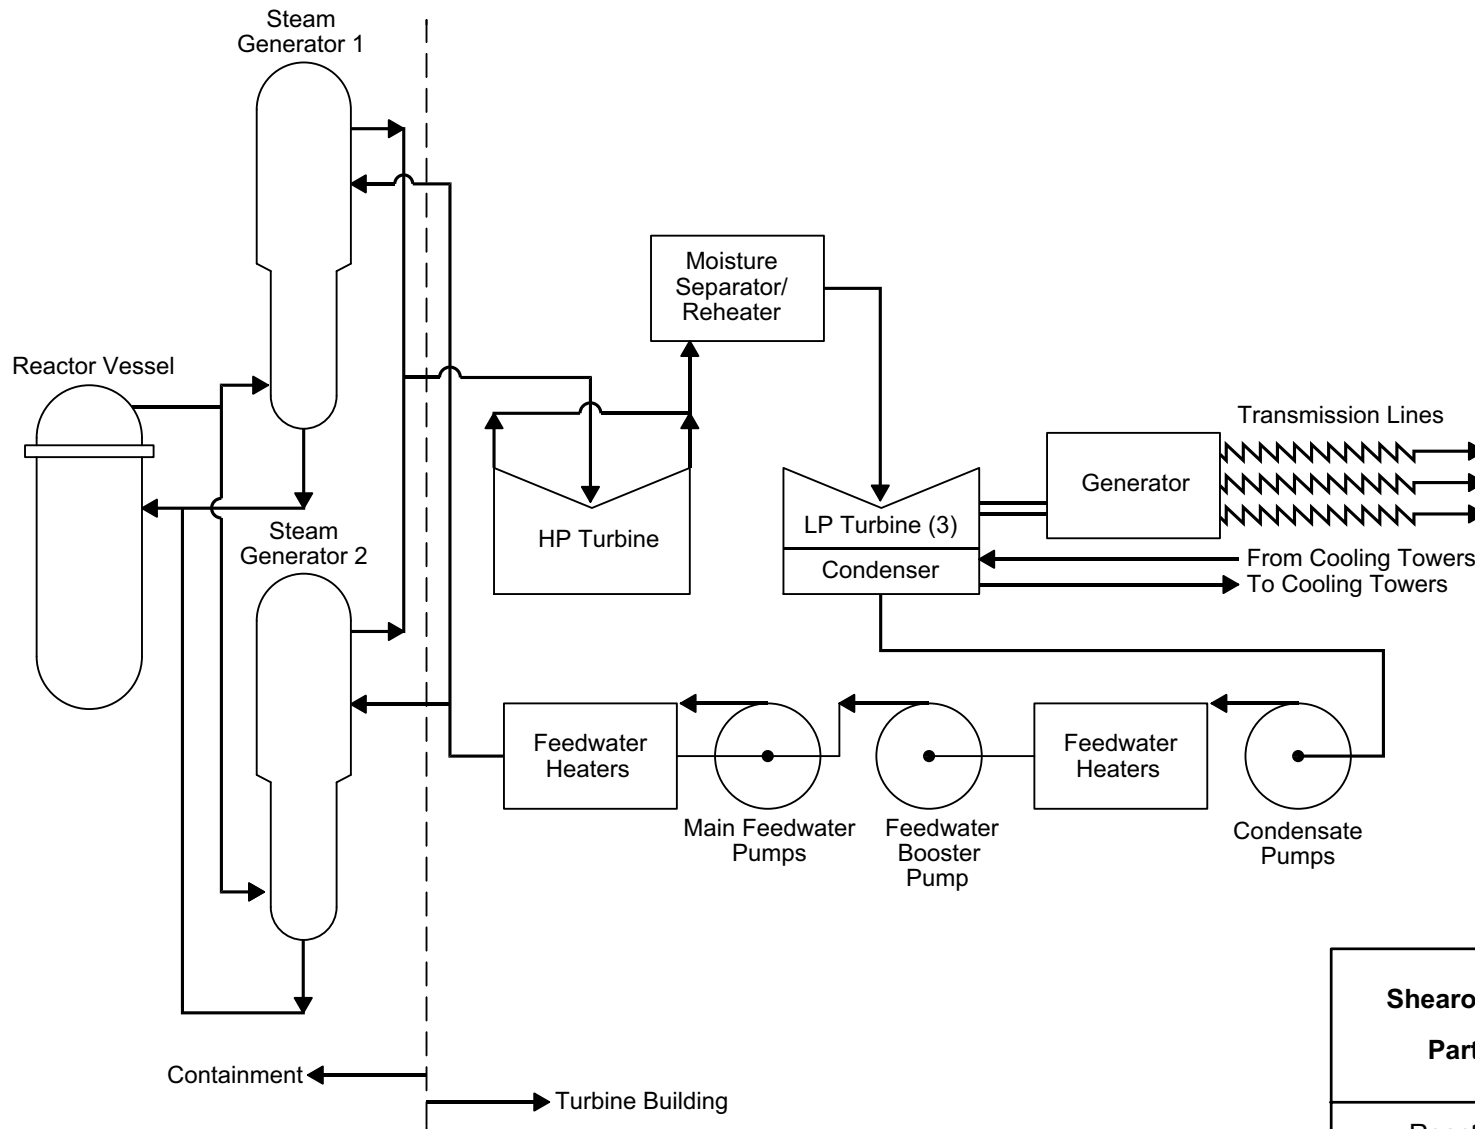 Steam
Generator 1
Moisture
Separator/
Reheater
Reactor Vessel
Transmission Lines
Generator
Steam
Generator 2
HP Turbine
LP Turbine (3)
Condenser
From Cooling Towers
To Cooling Towers
Feedwater
Heaters
Feedwater
Heaters
Main Feedwater
Pumps
Feedwater
Booster
Pump
Condensate
Pumps
Shearo
Part
Containment
Turbine Building